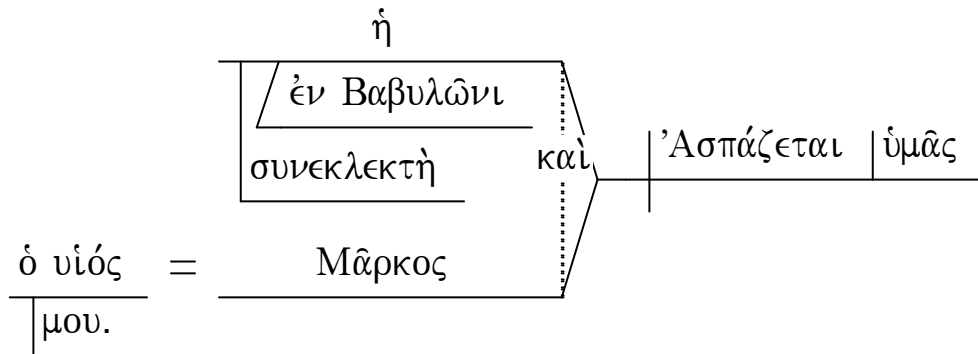 ἡ
ἐν Βαβυλῶνι
συνεκλεκτὴ
καὶ
Ἀσπάζεται ὑμᾶς
ὁ υἱός = Μᾶρκος
μου.